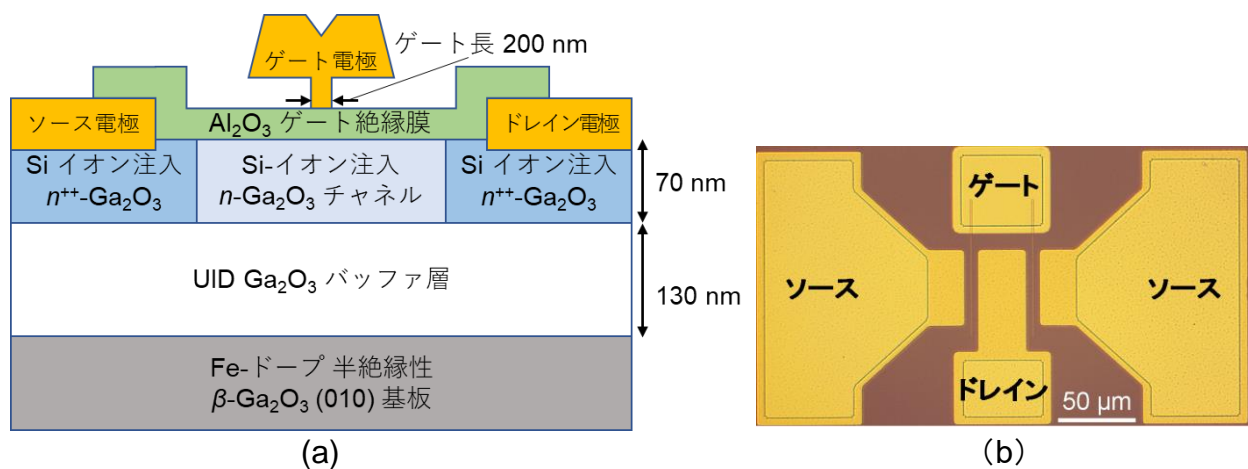 ゲート電極
ゲート長 200 nm
ソース電極
Al2O3 ゲート絶縁膜
ドレイン電極
Si イオン注入
n++-Ga2O3
Si-イオン注入
n-Ga2O3 チャネル
Si イオン注入
n++-Ga2O3
70 nm
UID Ga2O3 バッファ層
130 nm
Fe-ドープ 半絶縁性
β-Ga2O3 (010) 基板
(a)
ゲート
ソース
ソース
ドレイン
50 μm
（b）